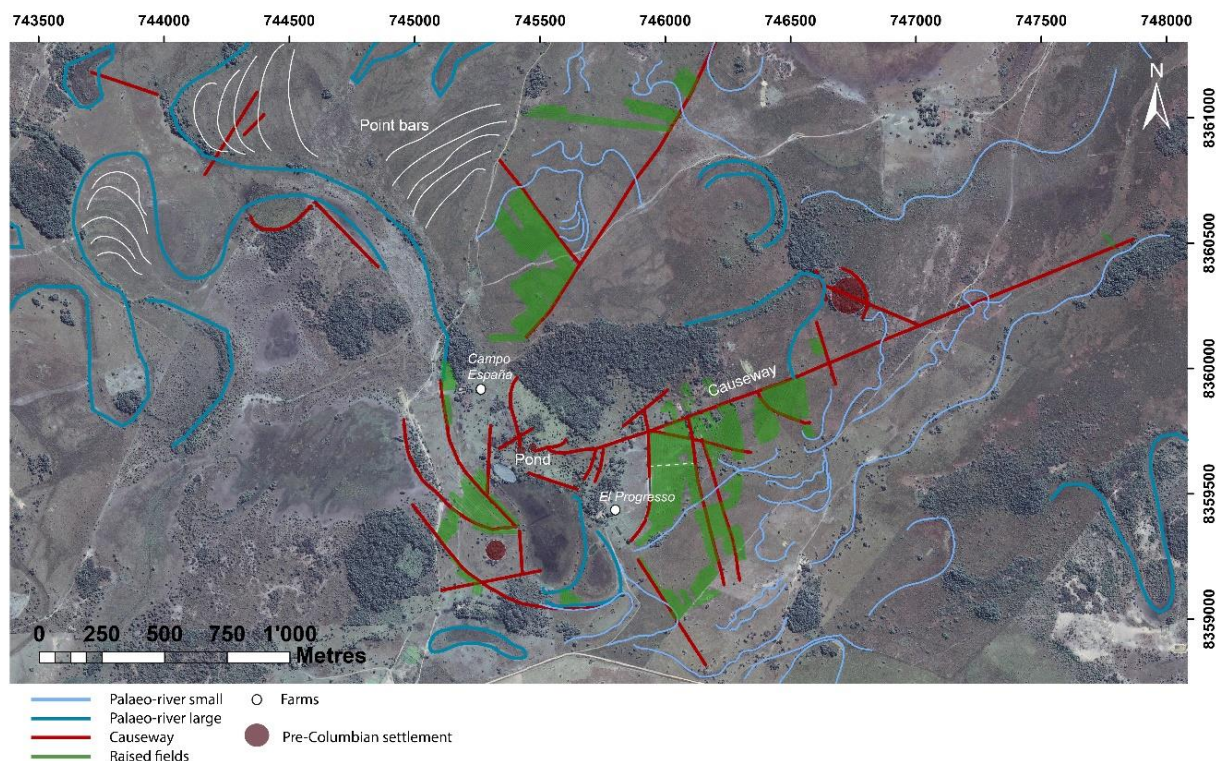 743500 744000 744500 745000 745500 746000 746500 747000 747500 748000
N
8361000
Point bars
8360500
Campo
España
8360000
Causeway
Pond
El Progresso
8359500
8359000
0 250 500 750 1'000
Metres
Palaeo-river small
Palaeo-river large
Causeway
Raised fields
Farms
Pre-Columbian settlement